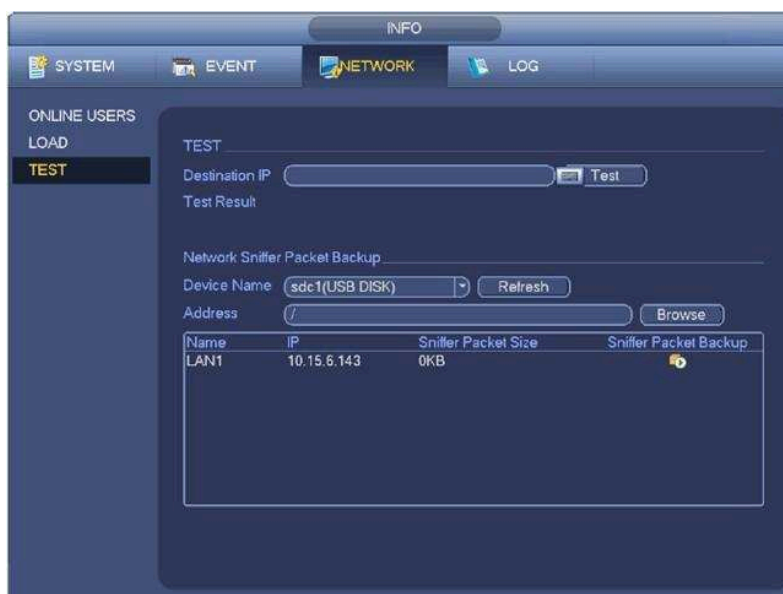 INFO
SYSTEM EVENT NETWORK LOG
ONLINE USERS
LOAD
TEST
TEST
Destination IP Test
Test Result
Network Sniffer Packet Backup
Device Name sdc1(USB DISK) Refresh
Address / Browse
Name IP Sniffer Packet Size Sniffer Packet Backup
LAN1 10.15.6.143 0KB